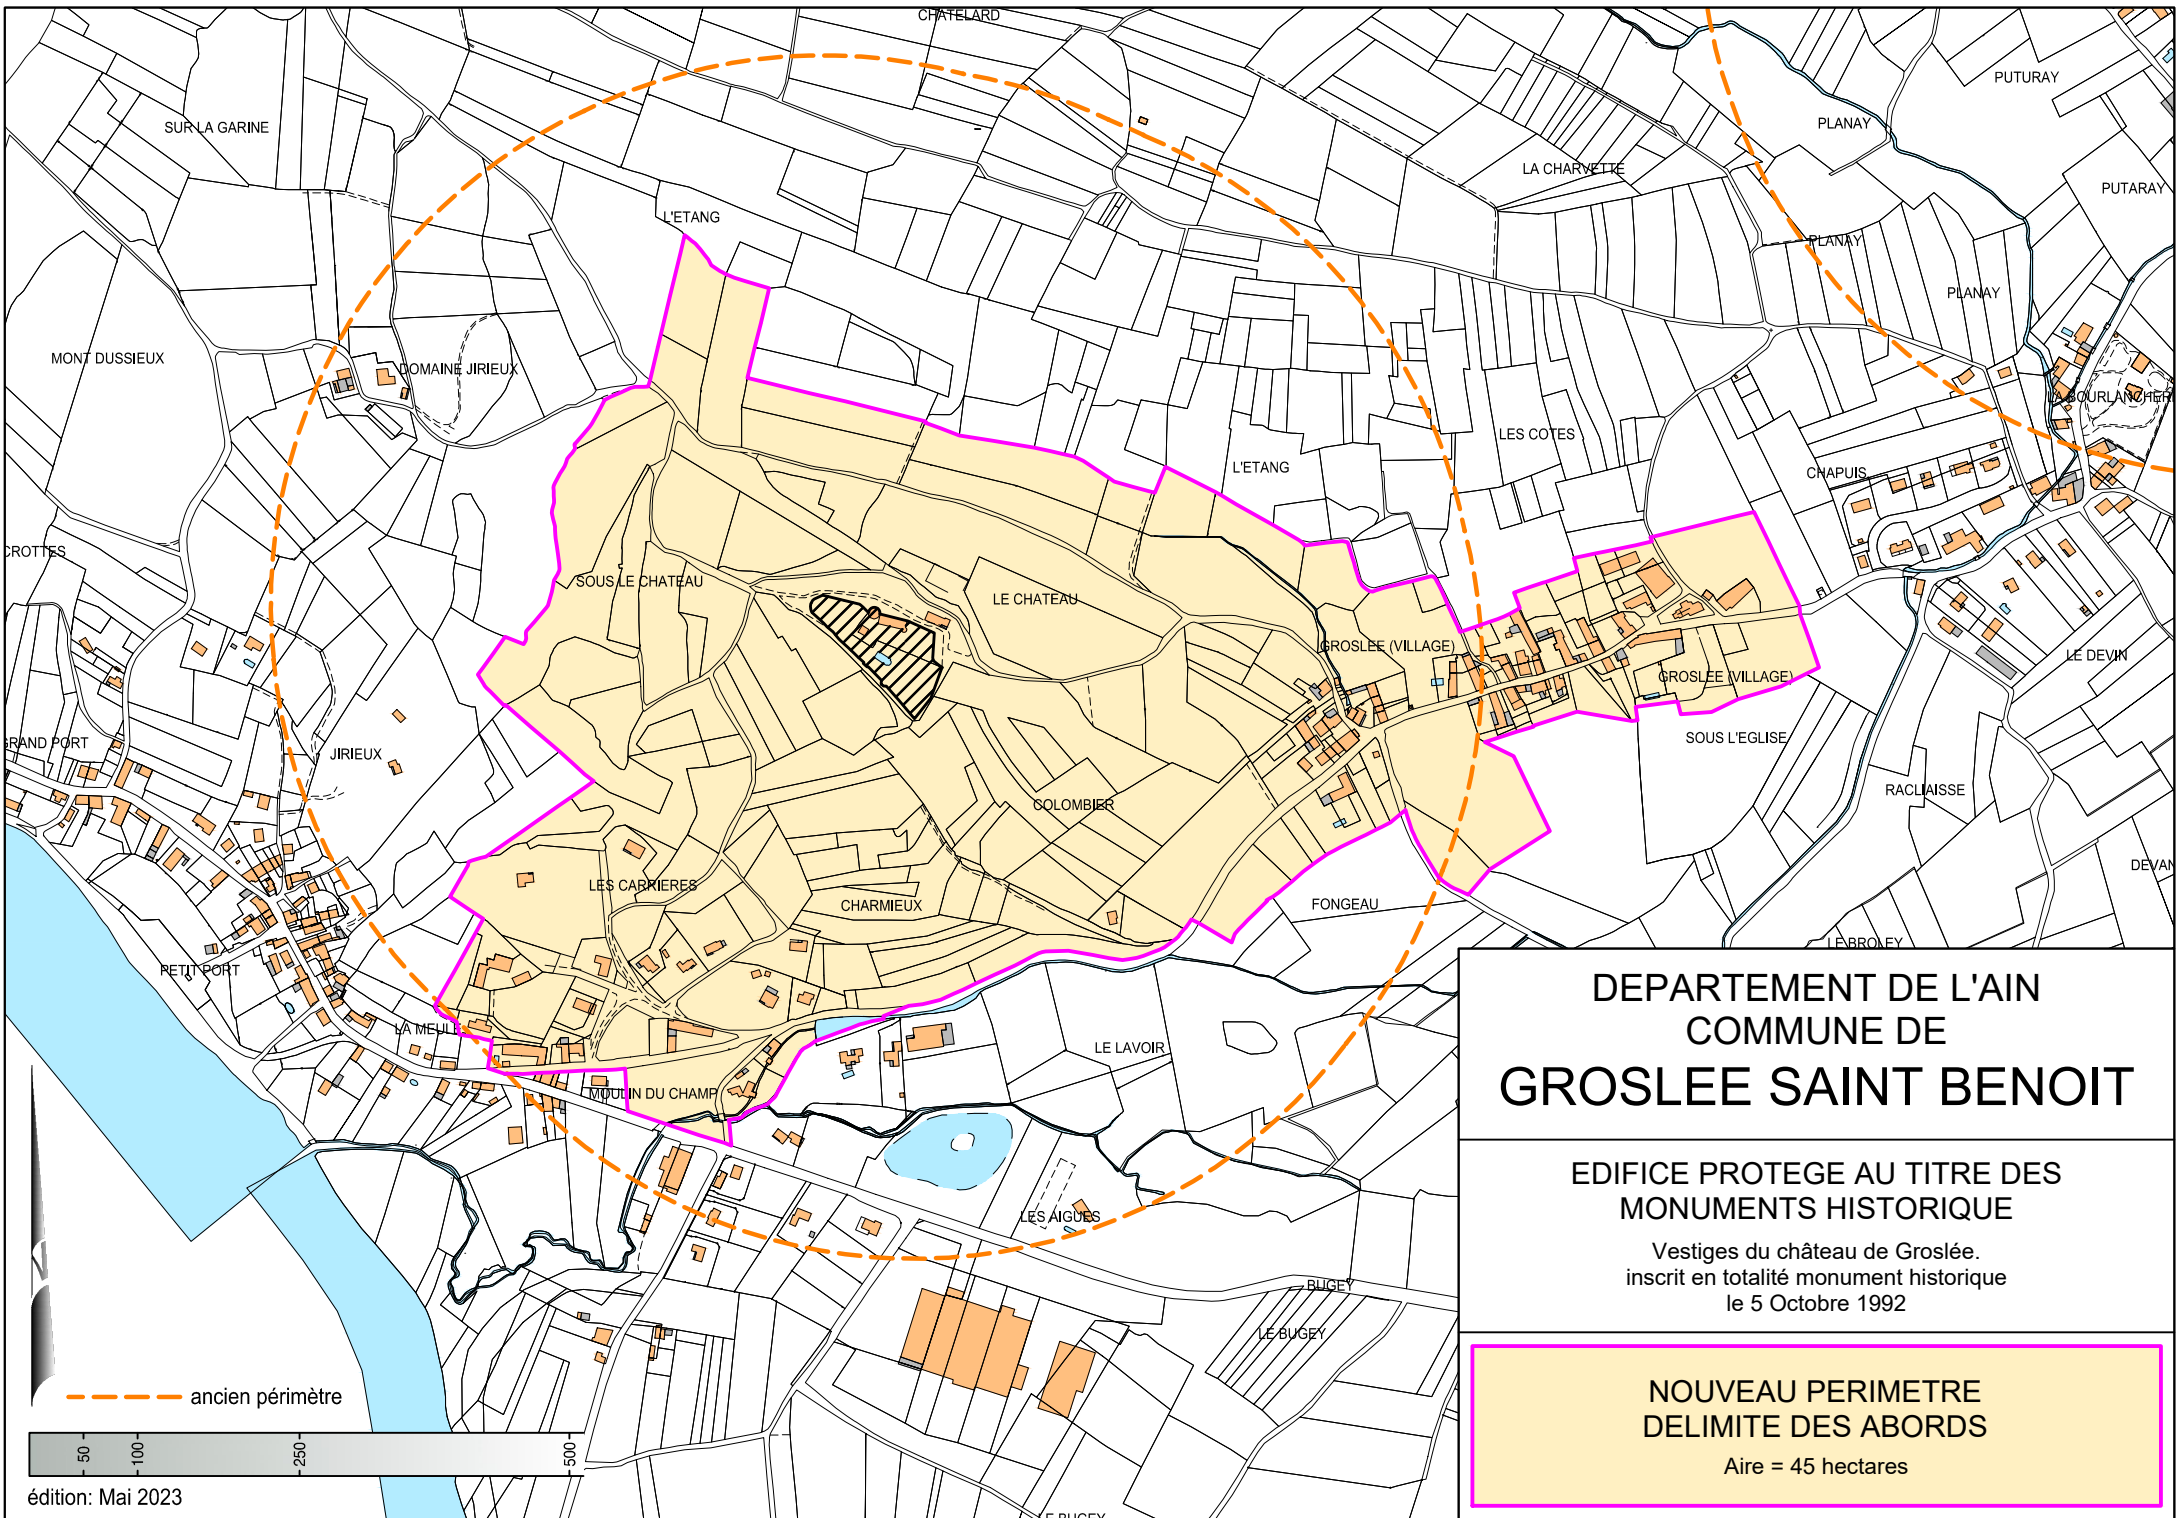 CHATELARD
PUTURAY
SUR LA GARINE
PLANAY
LA CHARVETTE
PUTARAY
L'ETANG
PLANAY
PLANAY
MONT DUSSIEUX
DOMAINE JIRIEUX
LES COTES
L'ETANG
CHAPUIS
CROTTES
SOUS LE CHATEAU
LE CHATEAU
GROSLEE (VILLAGE)
LE DEVIN
GROSLEE (VILLAGE)
GRAND PORT
JIRIEUX
SOUS L'EGLISE
COLOMBIER
RACLIAISSE
DEVAN
LES CARRIERES
CHARMIEUX
FONGEAU
LE BROLEY
PETIT PORT
LA MEULE
LE LAVOIR
MOULIN DU CHAMP
LES AIGUES
BUGEY
LE BUGEY
LE BUGEY
DEPARTEMENT DE L'AIN
COMMUNE DE
GROSLEE SAINT BENOIT
EDIFICE PROTEGE AU TITRE DES
MONUMENTS HISTORIQUE
Vestiges du château de Groslée.
inscrit en totalité monument historique
le 5 Octobre 1992
NOUVEAU PERIMETRE
DELIMITE DES ABORDS
Aire = 45 hectares
ancien périmètre
50 100 250 500
édition: Mai 2023